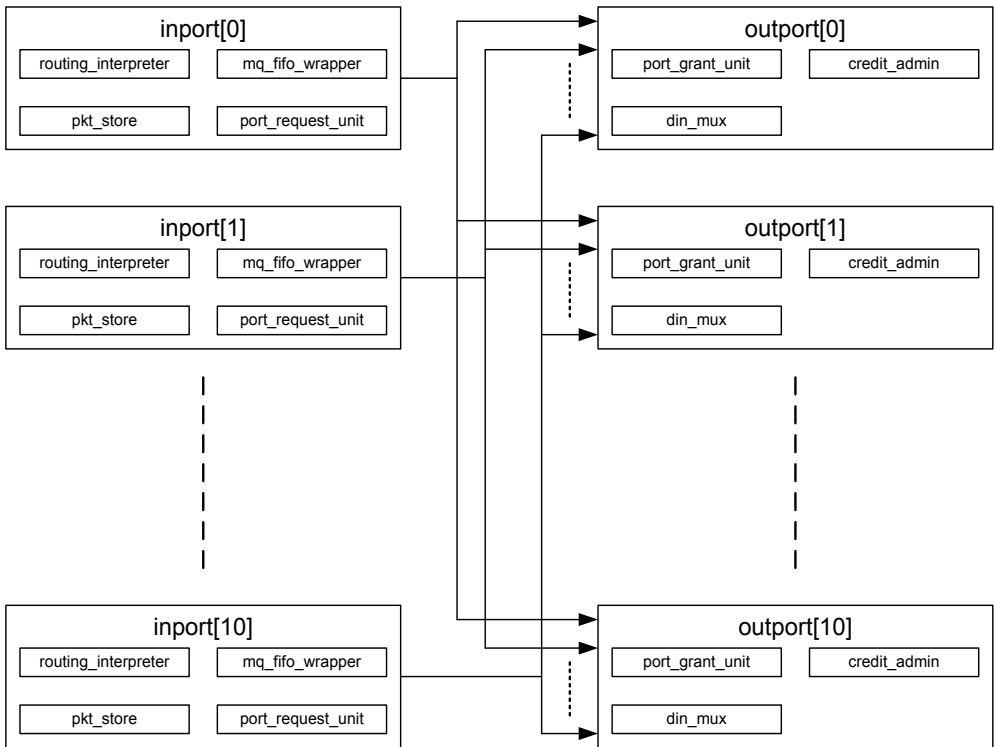 inport[0]
routing_interpreter
mq_fifo_wrapper
pkt_store
port_request_unit
outport[0]
port_grant_unit
credit_admin
din_mux
inport[1]
routing_interpreter
mq_fifo_wrapper
pkt_store
port_request_unit
outport[1]
port_grant_unit
credit_admin
din_mux
inport[10]
routing_interpreter
mq_fifo_wrapper
pkt_store
port_request_unit
outport[10]
port_grant_unit
credit_admin
din_mux